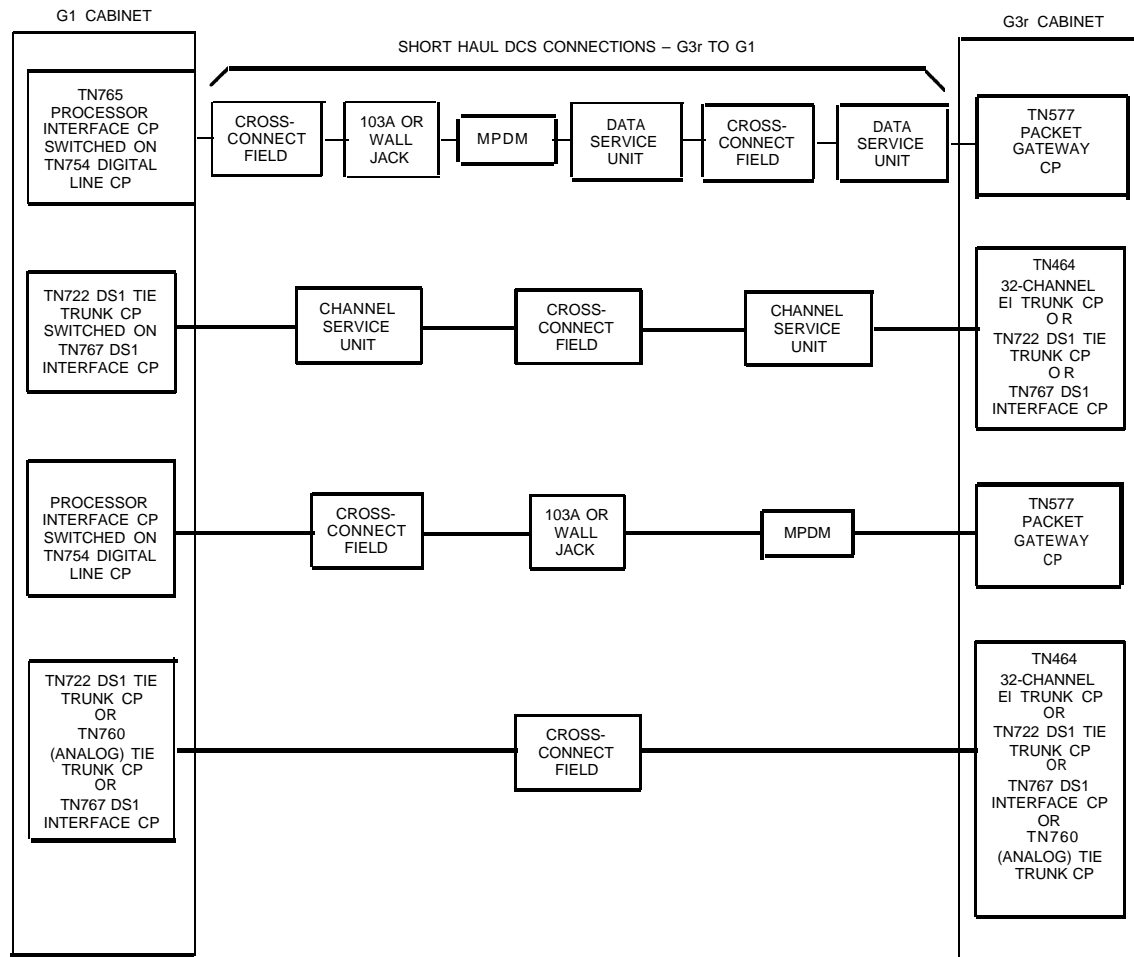 G1 CABINET
G3r CABINET
SHORT HAUL DCS CONNECTIONS – G3r TO G1
TN765
PROCESSOR
INTERFACE CP
SWITCHED ON
TN754 DIGITAL
LINE CP
CROSS-
CONNECT
FIELD
103A OR
WALL
JACK
MPDM
DATA
SERVICE
UNIT
CROSS-
CONNECT
FIELD
DATA
SERVICE
UNIT
TN577
PACKET
GATEWAY
CP
TN722 DS1 TIE
TRUNK CP
SWITCHED ON
TN767 DS1
INTERFACE CP
CHANNEL
SERVICE
UNIT
CROSS-
CONNECT
FIELD
CHANNEL
SERVICE
UNIT
TN464
32-CHANNEL
EI TRUNK CP
OR
TN722 DS1 TIE
TRUNK CP
OR
TN767 DS1
INTERFACE CP
PROCESSOR
INTERFACE CP
SWITCHED ON
TN754 DIGITAL
LINE CP
CROSS-
CONNECT
FIELD
103A OR
WALL
JACK
MPDM
TN577
PACKET
GATEWAY
CP
TN722 DS1 TIE
TRUNK CP
OR
TN760
(ANALOG) TIE
TRUNK CP
OR
TN767 DS1
INTERFACE CP
CROSS-
CONNECT
FIELD
TN464
32-CHANNEL
EI TRUNK CP
OR
TN722 DS1 TIE
TRUNK CP
OR
TN767 DS1
INTERFACE CP
OR
TN760
(ANALOG) TIE
TRUNK CP